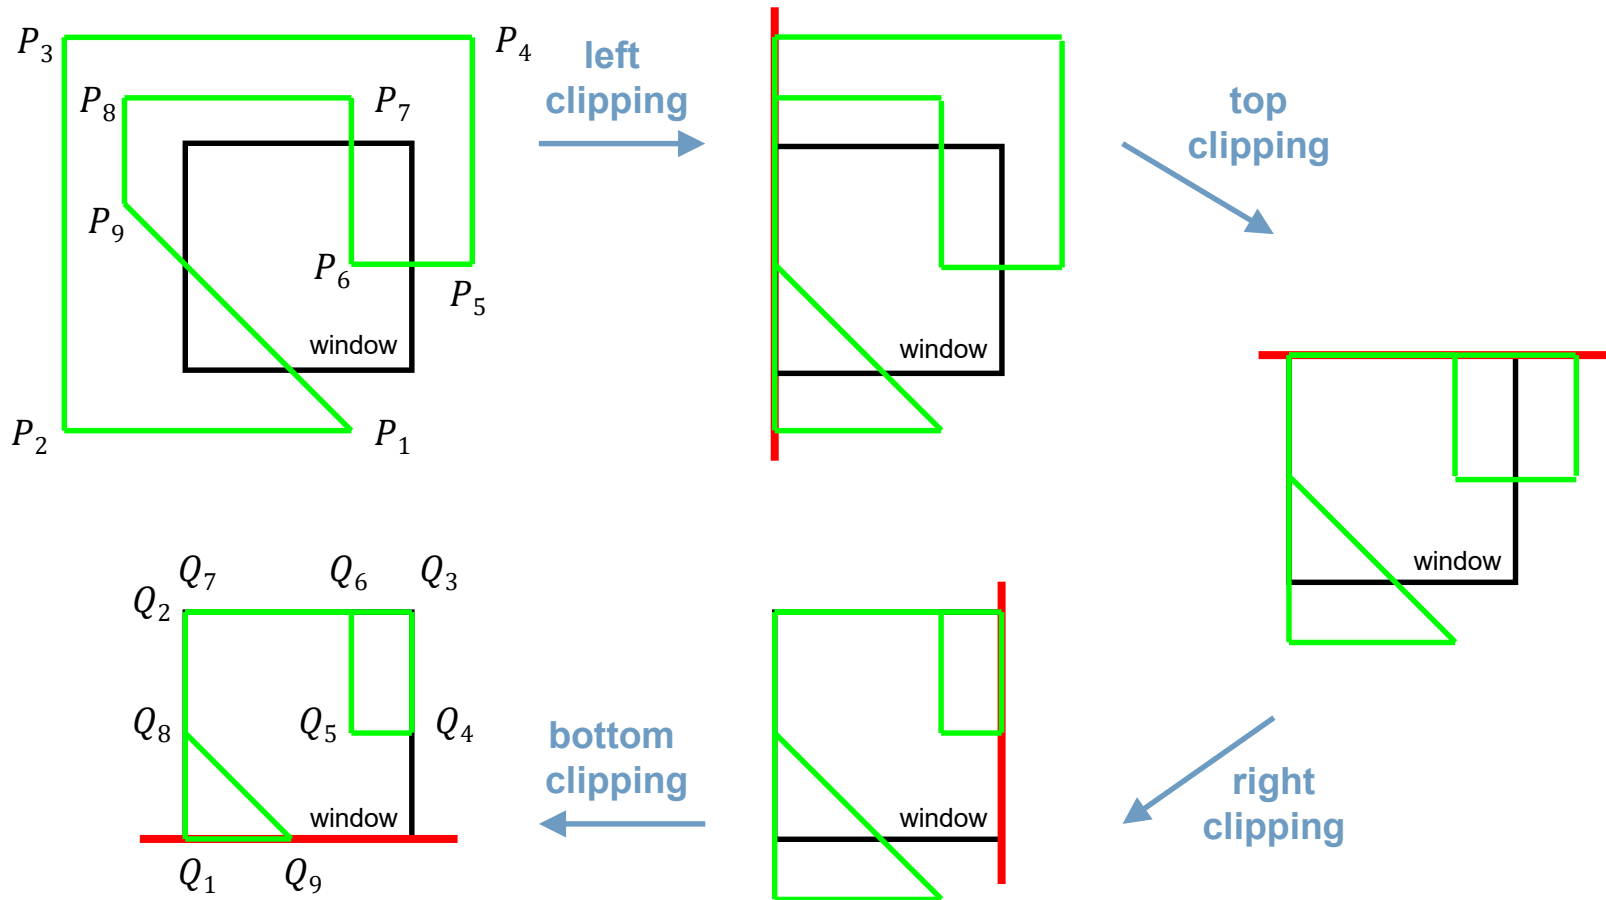 P₃
P₄
left
clipping
P₈
P₇
top
clipping
P₉
P₆
P₅
window
window
P₂
P₁
window
Q₇
Q₆
Q₃
Q₂
Q₈
Q₅
Q₄
bottom
clipping
right
clipping
window
window
Q₁
Q₉